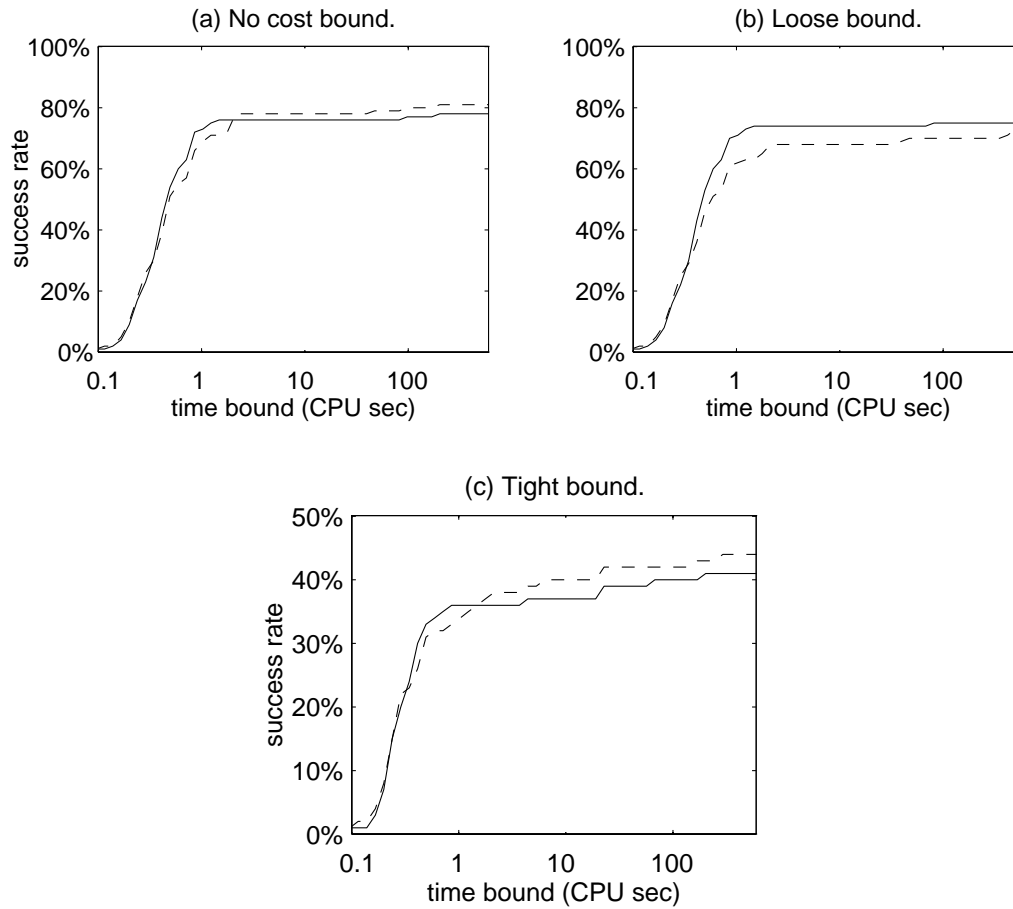 (a) No cost bound.
100%
80%
60%
40%
20%
0%
success rate
0.1 1 10 100
time bound (CPU sec)
(b) Loose bound.
100%
80%
60%
40%
20%
0%
0.1 1 10 100
time bound (CPU sec)
(c) Tight bound.
50%
40%
30%
20%
10%
0%
success rate
0.1 1 10 100
time bound (CPU sec)